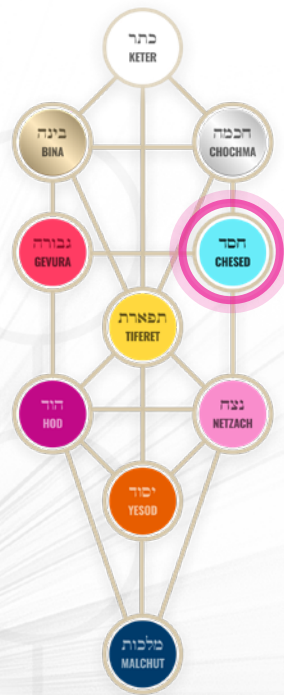 כתר
KETER
בינה
BINA
חכמה
CHOCHMA
גבורה
GEVURA
חסד
CHESED
תפארת
TIFERET
הוד
HOD
נצח
NETZACH
יסוד
YESOD
מלכות
MALCHUT